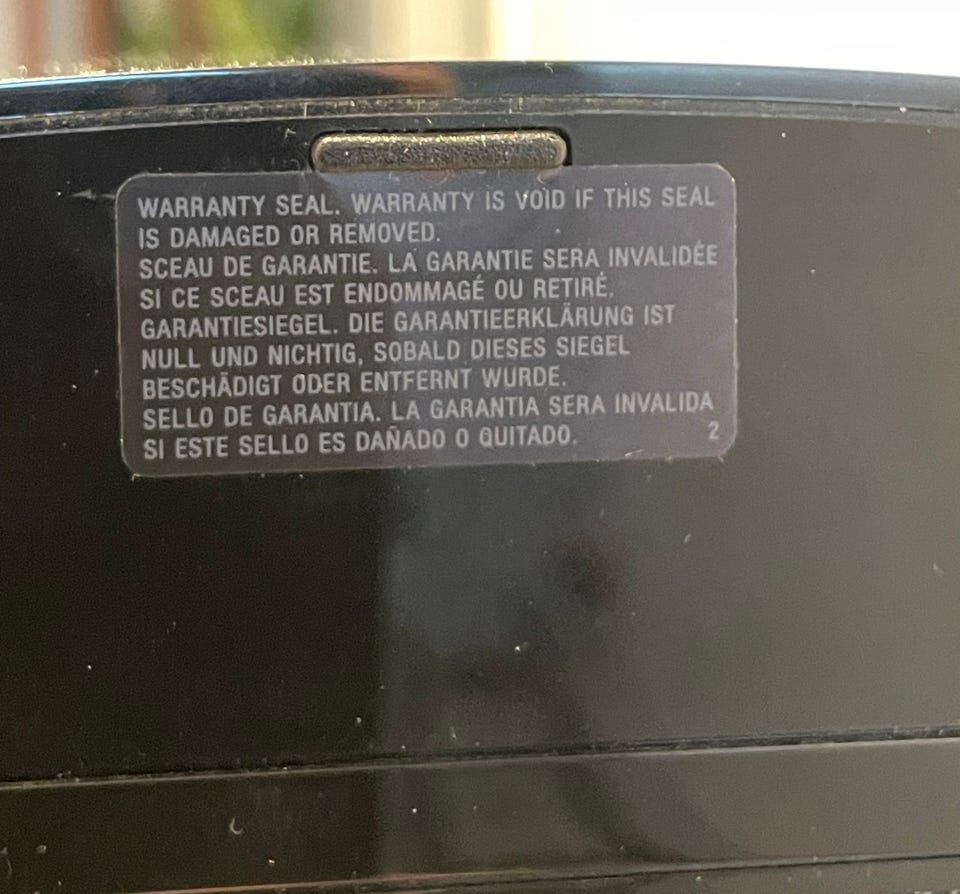 WARRANTY SEAL. WARRANTY IS VOID IF THIS SEAL
IS DAMAGED OR REMOVED.
SCEAU DE GARANTIE. LA GARANTIE SERA INVALIDÉE
SI CE SCEAU EST ENDOMMAGÉ OU RETIRÉ.
GARANTIESIEGEL. DIE GARANTIEERKLÄRUNG IST
NULL UND NICHTIG, SOBALD DIESES SIEGEL
BESCHÄDIGT ODER ENTFERNT WURDE.
SELLO DE GARANTIA. LA GARANTIA SERA INVALIDA
SI ESTE SELLO ES DAÑADO O QUITADO. 2